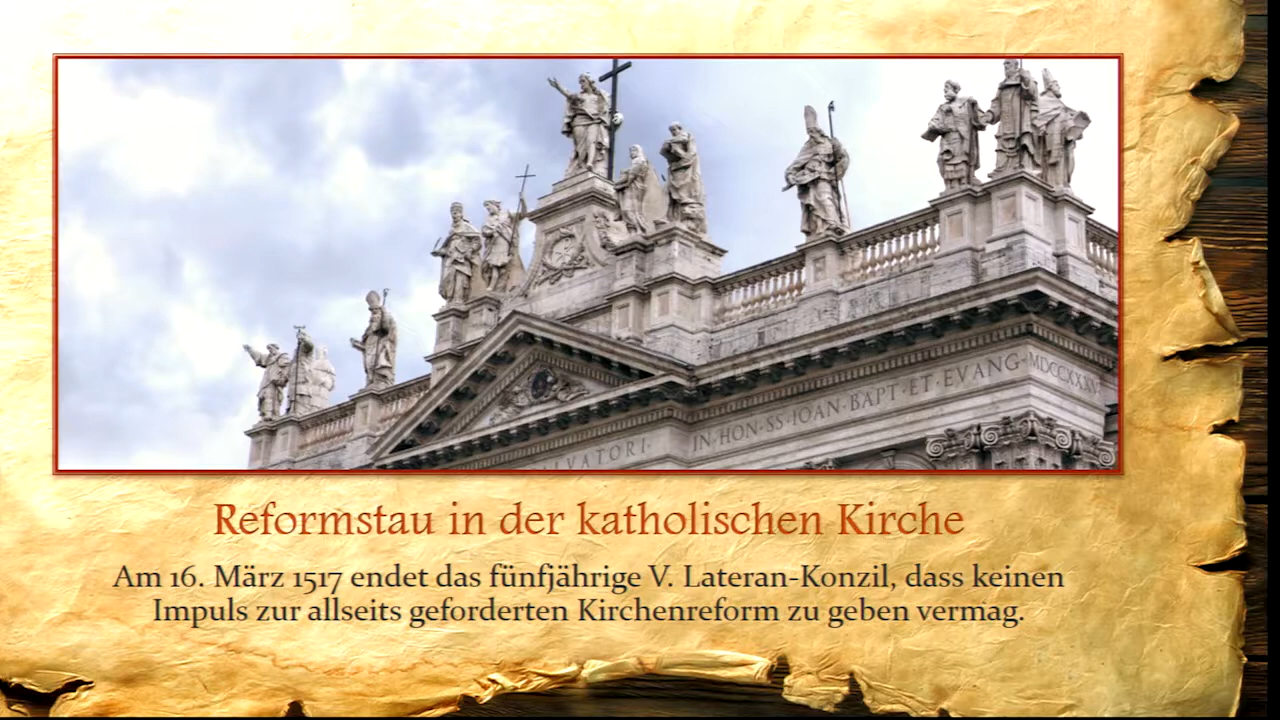 LVATORI· IN·HON·SS·IOAN·BAPT·ET·EVANG·MDCCXXXV
Reformstau in der katholischen Kirche
Am 16. März 1517 endet das fünfjährige V. Lateran-Konzil, dass keinen
Impuls zur allseits geforderten Kirchenreform zu geben vermag.